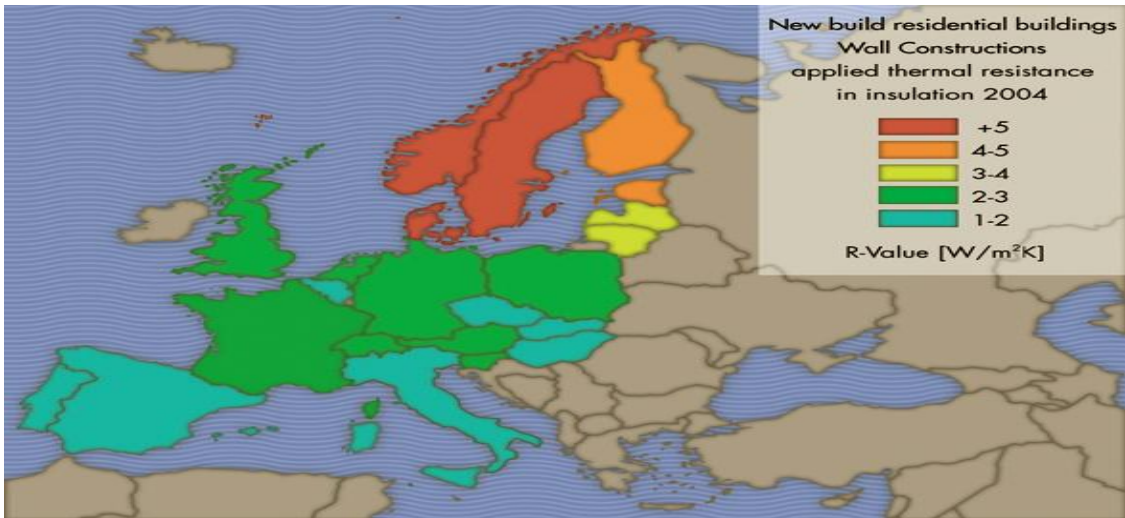 New build residential buildings
Wall Constructions
applied thermal resistance
in insulation 2004
+5
4-5
3-4
2-3
1-2
R-Value [W/m²K]